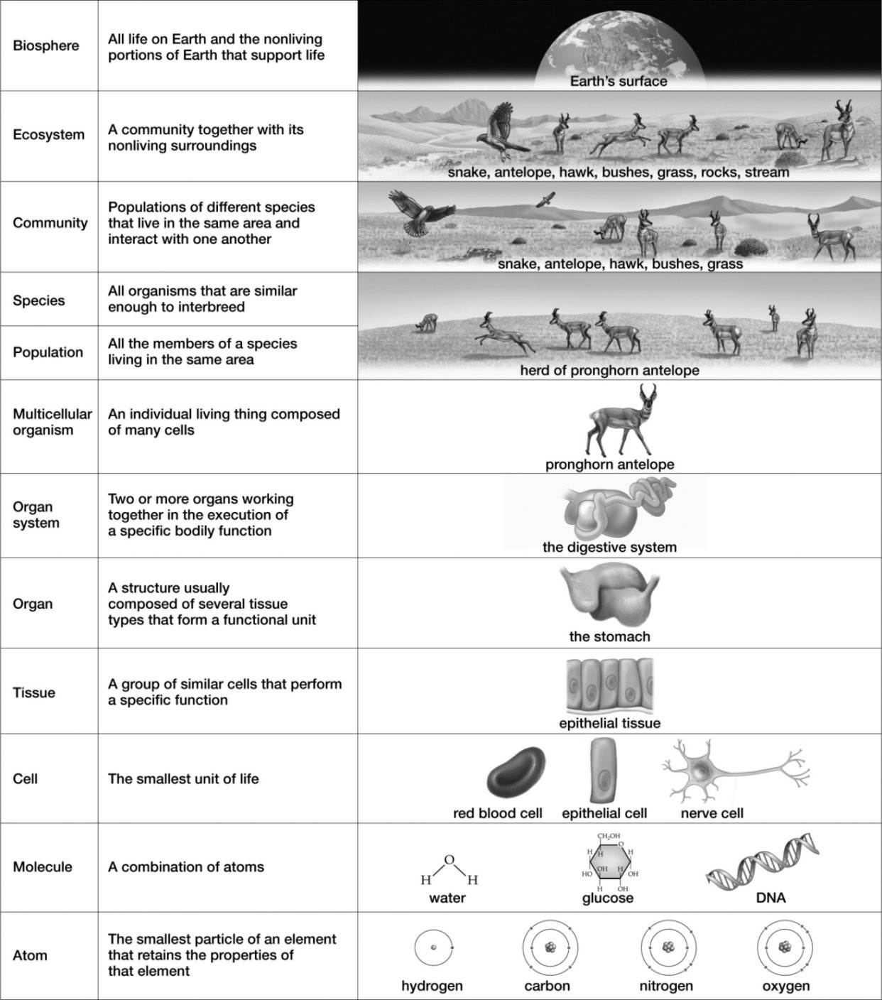 Biosphere
All life on Earth and the nonliving
portions of Earth that support life
Earth's surface
Ecosystem
A community together with its
nonliving surroundings
snake, antelope, hawk, bushes, grass, rocks, stream
Community
Populations of different species
that live in the same area and
interact with one another
snake, antelope, hawk, bushes, grass
Species
All organisms that are similar
enough to interbreed
Population
All the members of a species
living in the same area
herd of pronghorn antelope
Multicellular
organism
An individual living thing composed
of many cells
pronghorn antelope
Organ
system
Two or more organs working
together in the execution of
a specific bodily function
the digestive system
Organ
A structure usually
composed of several tissue
types that form a functional unit
the stomach
Tissue
A group of similar cells that perform
a specific function
epithelial tissue
Cell
The smallest unit of life
red blood cell
epithelial cell
nerve cell
Molecule
A combination of atoms
O
H H
water
CH₂OH
O
H H H
HO OH H OH
H OH
glucose
DNA
Atom
The smallest particle of an element
that retains the properties of
that element
hydrogen
carbon
nitrogen
oxygen